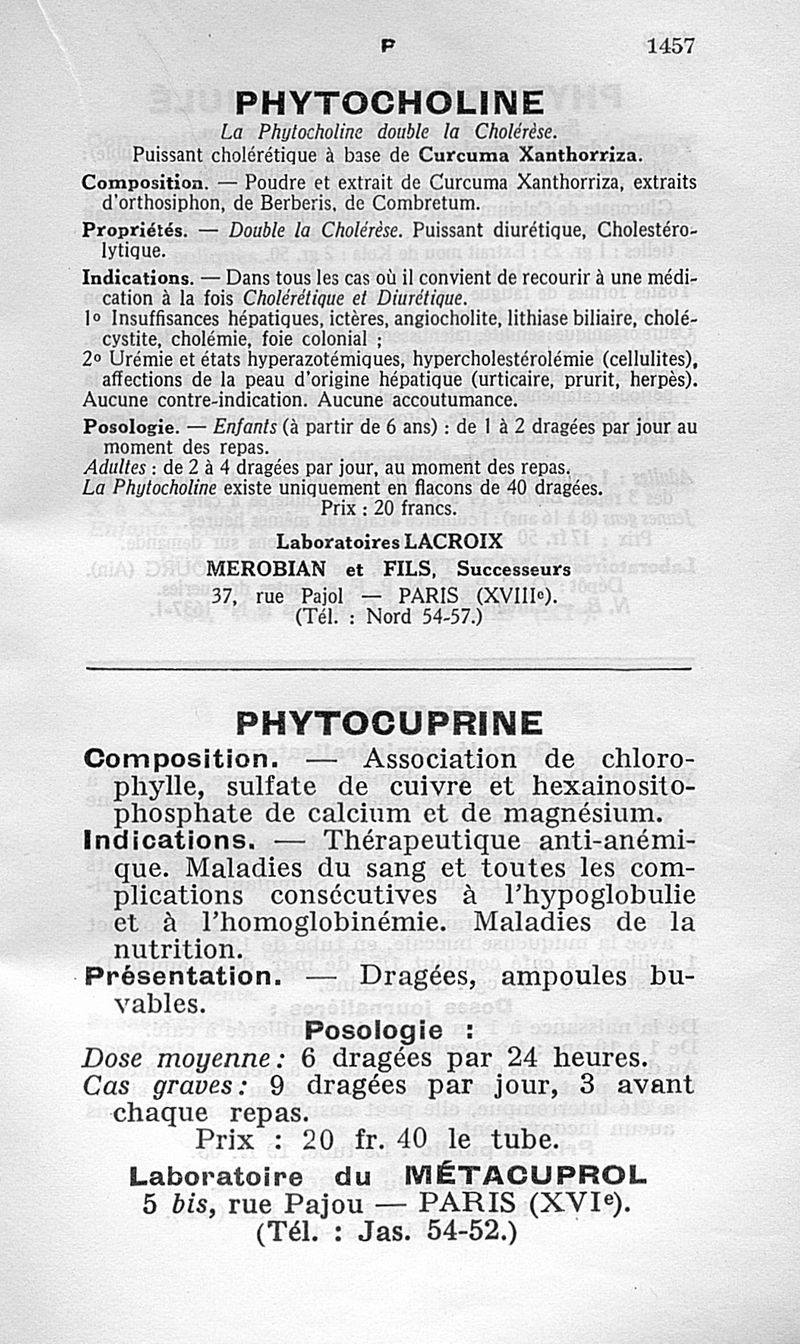 P 1457
PHYTOCHOLINE
La Phytocholine double la Cholérèse.
Puissant cholérétique à base de Curcuma Xanthorriza.
Composition. — Poudre et extrait de Curcuma Xanthorriza, extraits
d'orthosiphon, de Berberis, de Combretum.
Propriétés. — Double la Cholérèse. Puissant diurétique, Cholestéro-
lytique.
Indications. — Dans tous les cas où il convient de recourir à une médi-
cation à la fois Cholérétique et Diurétique.
1º Insuffisances hépatiques, ictères, angiocholite, lithiase biliaire, cholé-
cystite, cholémie, foie colonial ;
2º Urémie et états hyperazotémiques, hypercholestérolémie (cellulites),
affections de la peau d'origine hépatique (urticaire, prurit, herpès).
Aucune contre-indication. Aucune accoutumance.
Posologie. — Enfants (à partir de 6 ans) : de 1 à 2 dragées par jour au
moment des repas.
Adultes : de 2 à 4 dragées par jour, au moment des repas.
La Phytocholine existe uniquement en flacons de 40 dragées.
Prix : 20 francs.
Laboratoires LACROIX
MEROBIAN et FILS, Successeurs
37, rue Pajol — PARIS (XVIIIe).
(Tél. : Nord 54-57.)
PHYTOCUPRINE
Composition. — Association de chloro-
phylle, sulfate de cuivre et hexainosito-
phosphate de calcium et de magnésium.
Indications. — Thérapeutique anti-anémi-
que. Maladies du sang et toutes les com-
plications consécutives à l'hypoglobulie
et à l'homoglobinémie. Maladies de la
nutrition.
Présentation. — Dragées, ampoules bu-
vables.
Posologie :
Dose moyenne : 6 dragées par 24 heures.
Cas graves : 9 dragées par jour, 3 avant
chaque repas.
Prix : 20 fr. 40 le tube.
Laboratoire du MÉTACUPROL
5 bis, rue Pajou — PARIS (XVIe).
(Tél. : Jas. 54-52.)